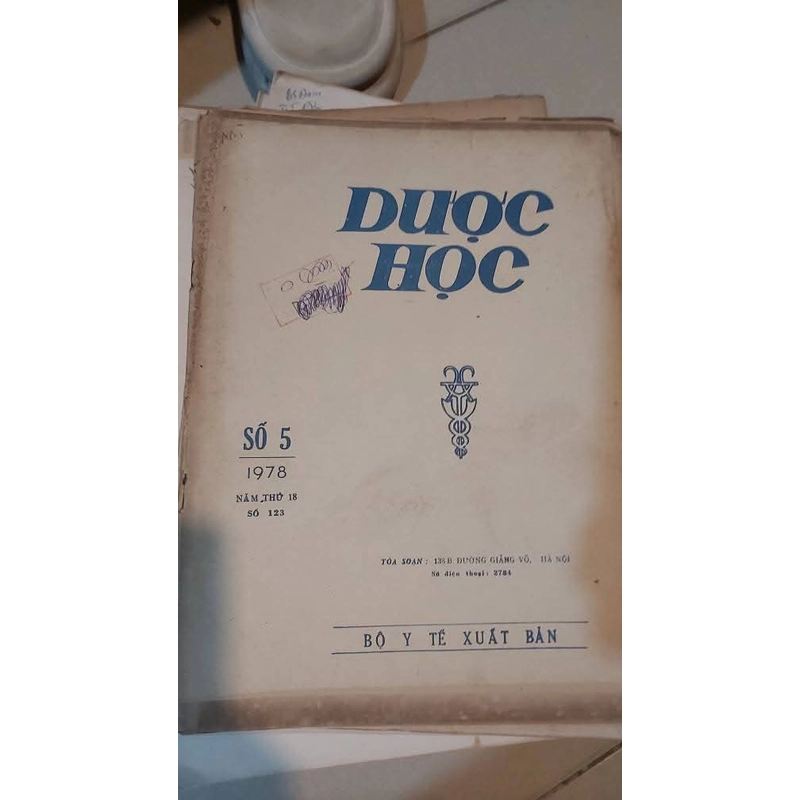 DƯỢC
HỌC
SỐ 5
1978
NĂM THỨ 18
SỐ 123
TÒA SOẠN : 138B ĐƯỜNG GIẢNG VÕ, HÀ NỘI
Số điện thoại : 2784
BỘ Y TẾ XUẤT BẢN